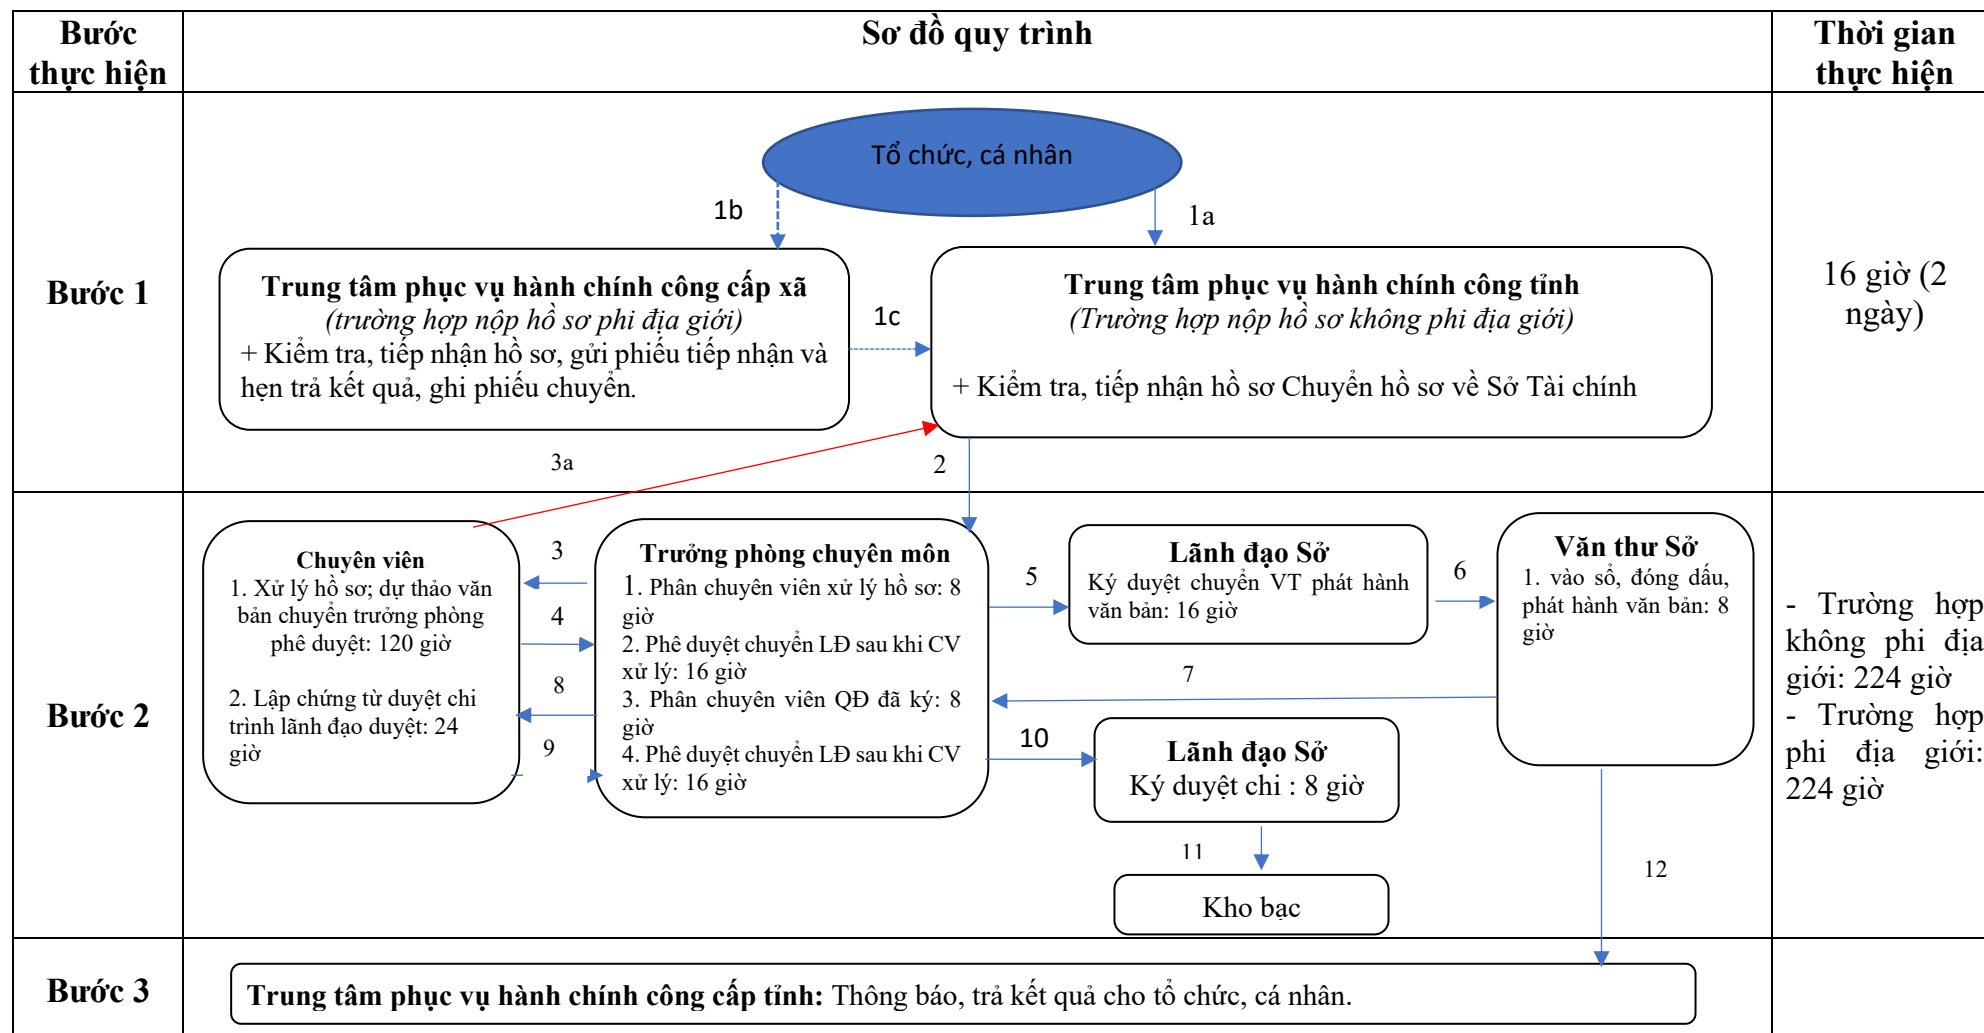 Bước
thực hiện
Sơ đồ quy trình
Thời gian
thực hiện
Bước 1
Tổ chức, cá nhân
1b
1a
Trung tâm phục vụ hành chính công cấp xã
(trường hợp nộp hồ sơ phi địa giới)
+ Kiểm tra, tiếp nhận hồ sơ, gửi phiếu tiếp nhận và
hẹn trả kết quả, ghi phiếu chuyển.
1c
Trung tâm phục vụ hành chính công tỉnh
(Trường hợp nộp hồ sơ không phi địa giới)
+ Kiểm tra, tiếp nhận hồ sơ Chuyển hồ sơ về Sở Tài chính
16 giờ (2
ngày)
3a
2
Bước 2
Chuyên viên
1. Xử lý hồ sơ; dự thảo văn
bản chuyển trưởng phòng
phê duyệt: 120 giờ
2. Lập chứng từ duyệt chi
trình lãnh đạo duyệt: 24
giờ
3
4
8
9
Trưởng phòng chuyên môn
1. Phân chuyên viên xử lý hồ sơ: 8
giờ
2. Phê duyệt chuyển LĐ sau khi CV
xử lý: 16 giờ
3. Phân chuyên viên QĐ đã ký: 8
giờ
4. Phê duyệt chuyển LĐ sau khi CV
xử lý: 16 giờ
5
Lãnh đạo Sở
Ký duyệt chuyển VT phát hành
văn bản: 16 giờ
6
Văn thư Sở
1. vào sổ, đóng dấu,
phát hành văn bản: 8
giờ
7
10
Lãnh đạo Sở
Ký duyệt chi : 8 giờ
11
Kho bạc
12
- Trường hợp
không phi địa
giới: 224 giờ
- Trường hợp
phi địa giới:
224 giờ
Bước 3
Trung tâm phục vụ hành chính công cấp tỉnh: Thông báo, trả kết quả cho tổ chức, cá nhân.